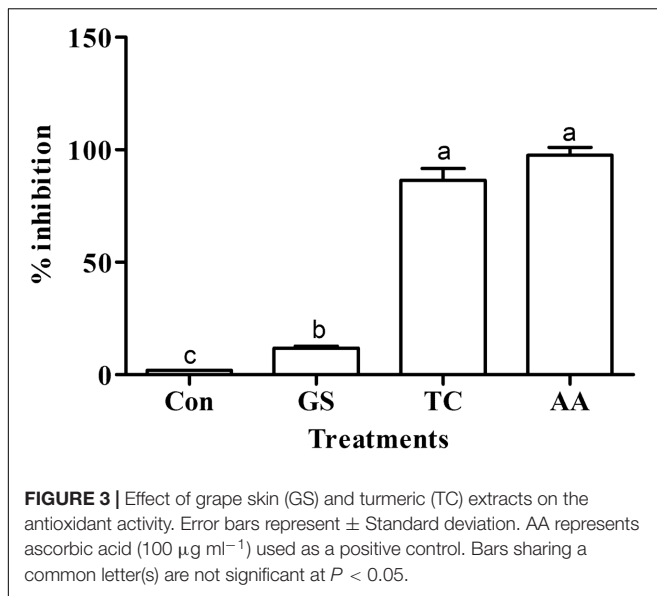 150
100
50
0
% inhibition
a
a
b
c
Con GS TC AA
Treatments
FIGURE 3 | Effect of grape skin (GS) and turmeric (TC) extracts on the
antioxidant activity. Error bars represent ± Standard deviation. AA represents
ascorbic acid (100 μg ml−1) used as a positive control. Bars sharing a
common letter(s) are not significant at P < 0.05.